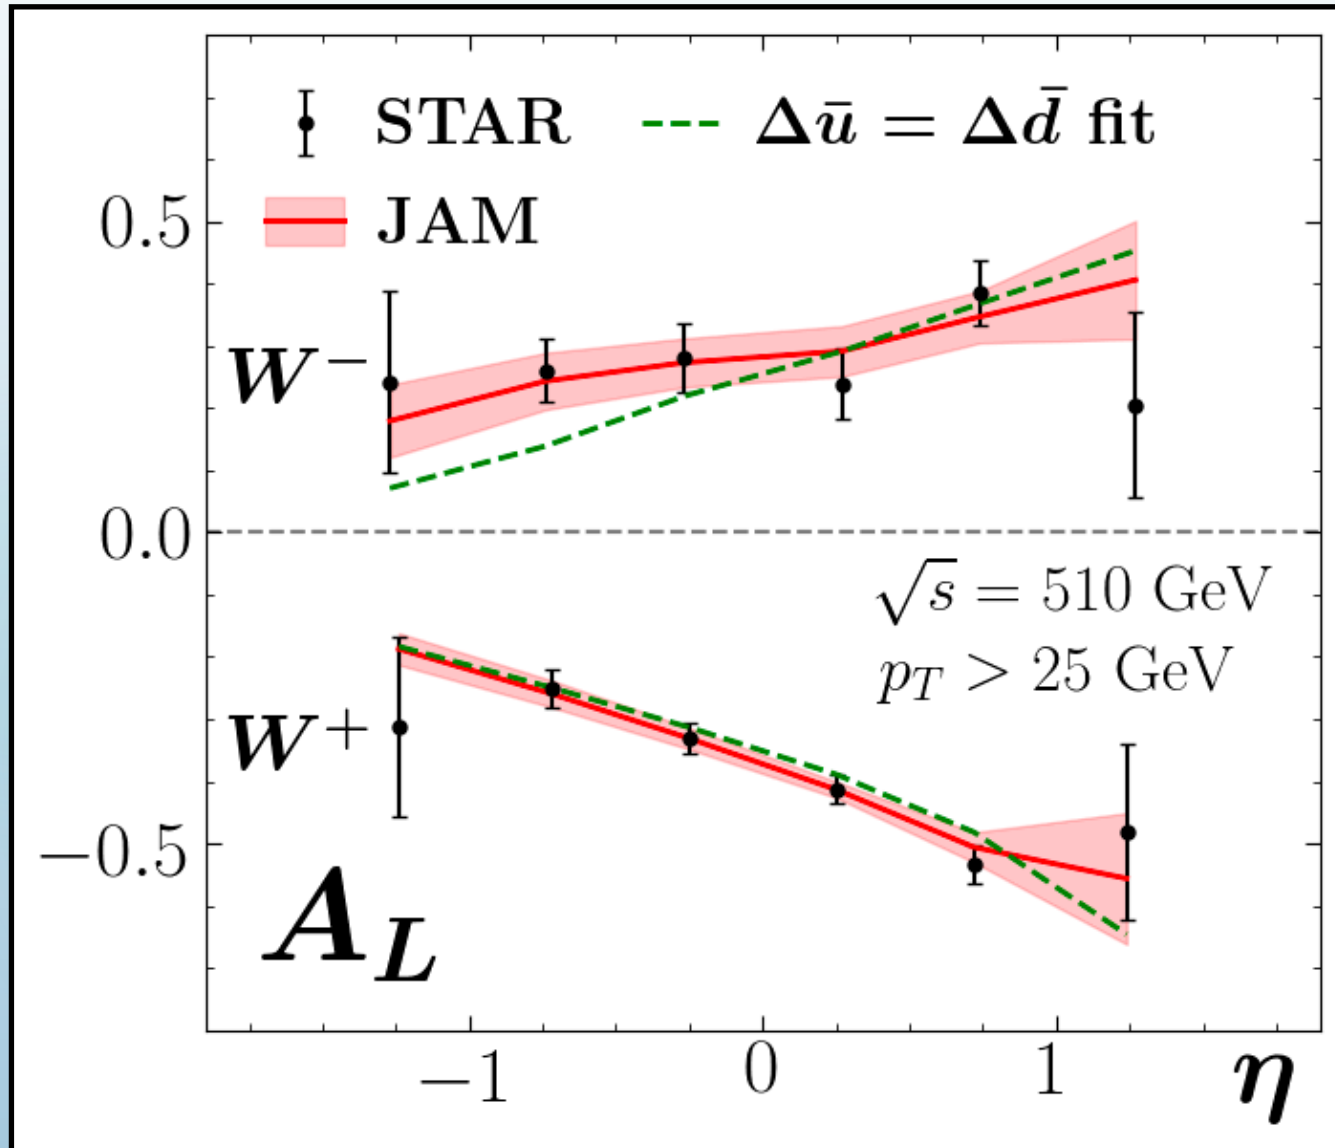 STAR Δū = Δd̄ fit
JAM
0.5
W⁻
0.0
√s = 510 GeV
p_T > 25 GeV
W⁺
−0.5
A_L
−1 0 1 η